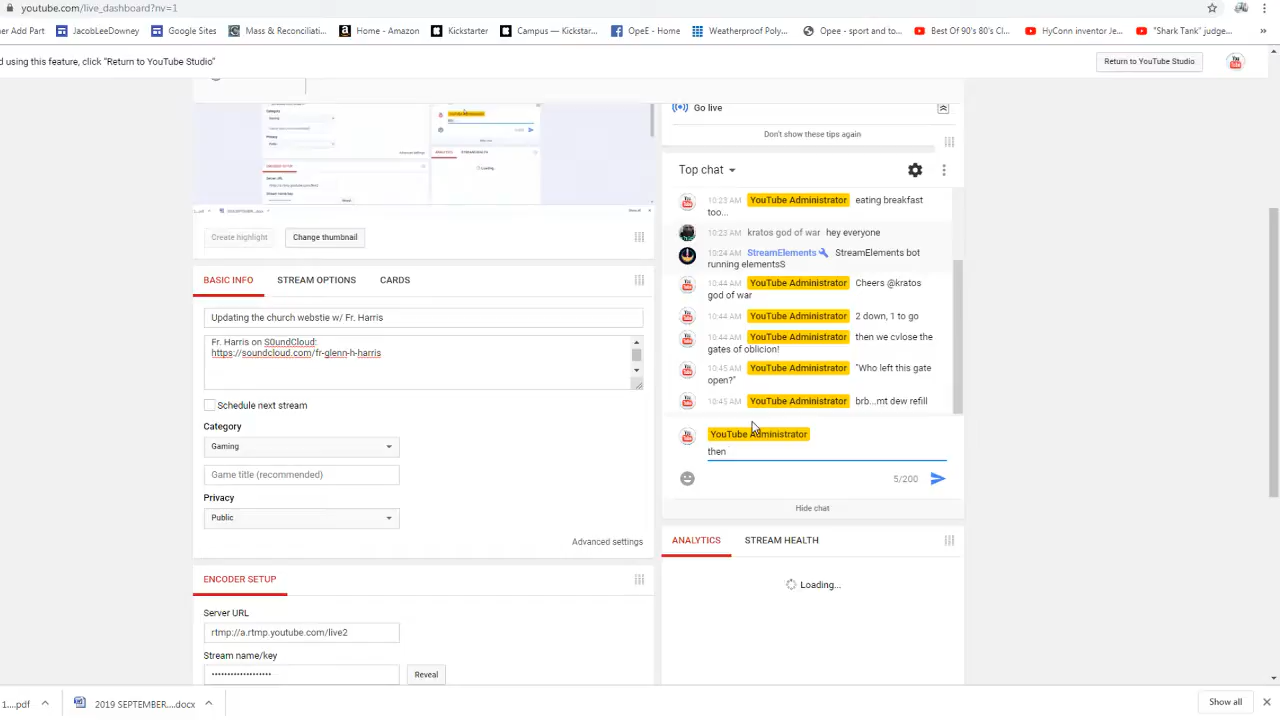 youtube.com/live_dashboard?nv=1
er Add Part JacobLeeDowney Google Sites Mass & Reconciliati... Home - Amazon Kickstarter Campus — Kickstar... OpeE - Home Weatherproof Poly... Opee - sport and to... Best Of 90's 80's Cl... HyConn inventor Je... "Shark Tank" judge... »
d using this feature, click "Return to YouTube Studio"
Return to YouTube Studio
Go live
Don't show these tips again
Create highlight
Change thumbnail
BASIC INFO STREAM OPTIONS CARDS
Updating the church webstie w/ Fr. Harris
Fr. Harris on S0undCloud:
https://soundcloud.com/fr-glenn-h-harris
Schedule next stream
Category
Gaming
Game title (recommended)
Privacy
Public
Advanced settings
ENCODER SETUP
Server URL
rtmp://a.rtmp.youtube.com/live2
Stream name/key
••••••••••••••••••• Reveal
Top chat
10:23 AM YouTube Administrator eating breakfast
too...
10:23 AM kratos god of war hey everyone
10:24 AM StreamElements StreamElements bot
running elementsS
10:44 AM YouTube Administrator Cheers @kratos
god of war
10:44 AM YouTube Administrator 2 down, 1 to go
10:44 AM YouTube Administrator then we cvlose the
gates of oblicion!
10:45 AM YouTube Administrator "Who left this gate
open?"
10:45 AM YouTube Administrator brb...mt dew refill
YouTube Administrator
then
5/200
Hide chat
ANALYTICS STREAM HEALTH
Loading...
1....pdf
2019 SEPTEMBER....docx
Show all